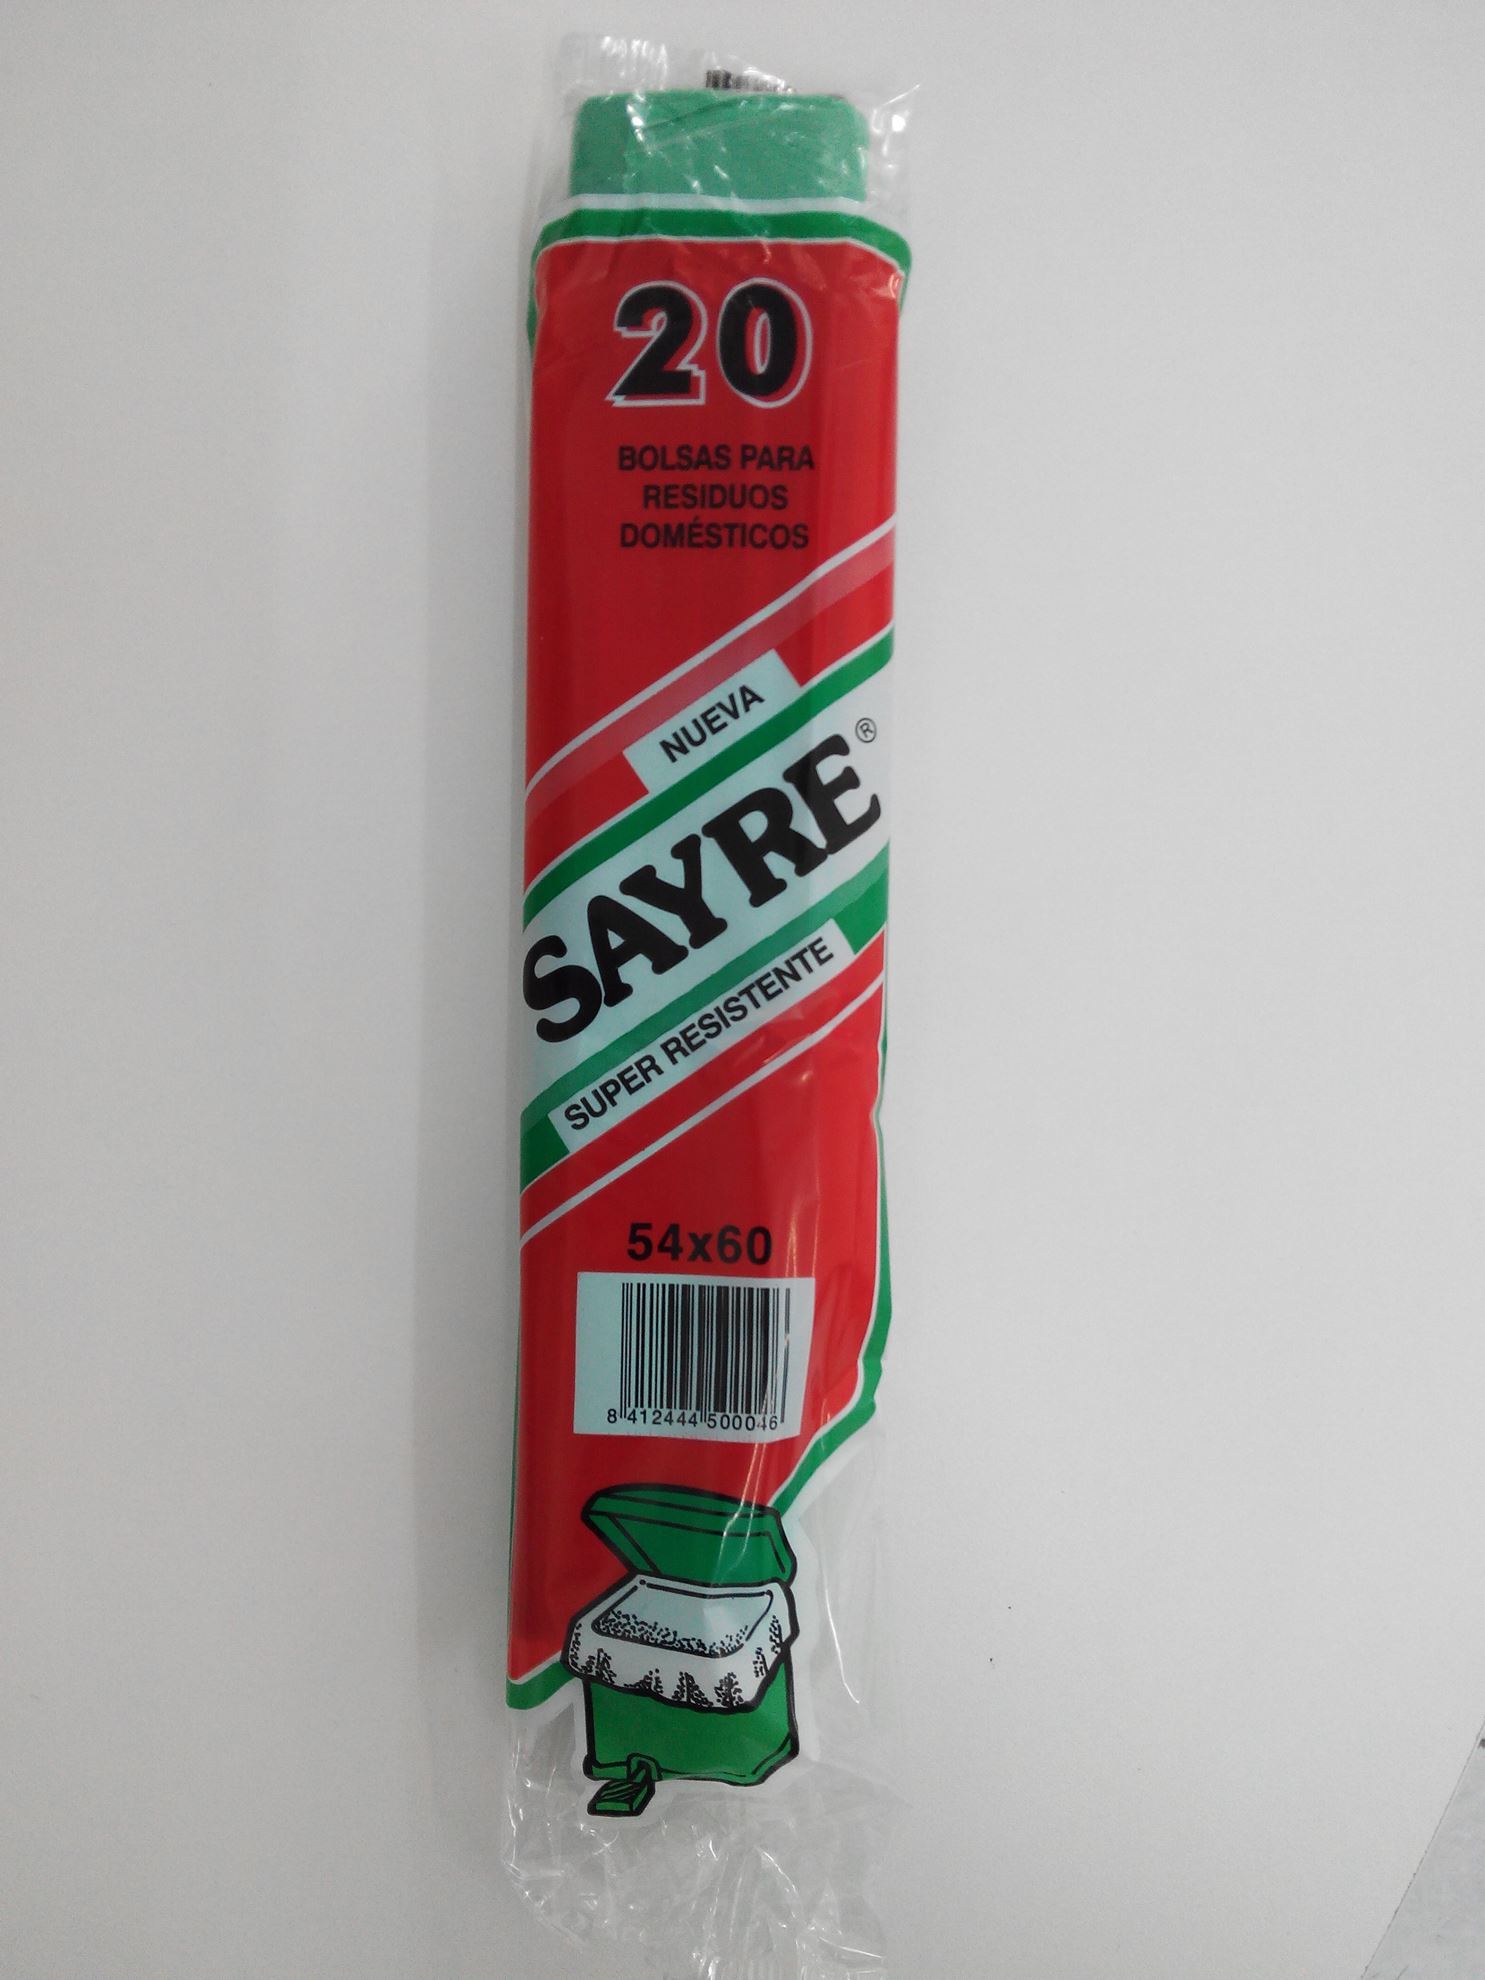 20
BOLSAS PARA
RESIDUOS
DOMÉSTICOS
NUEVA
SAYRE®
SUPER RESISTENTE
54x60
8 412444 500046